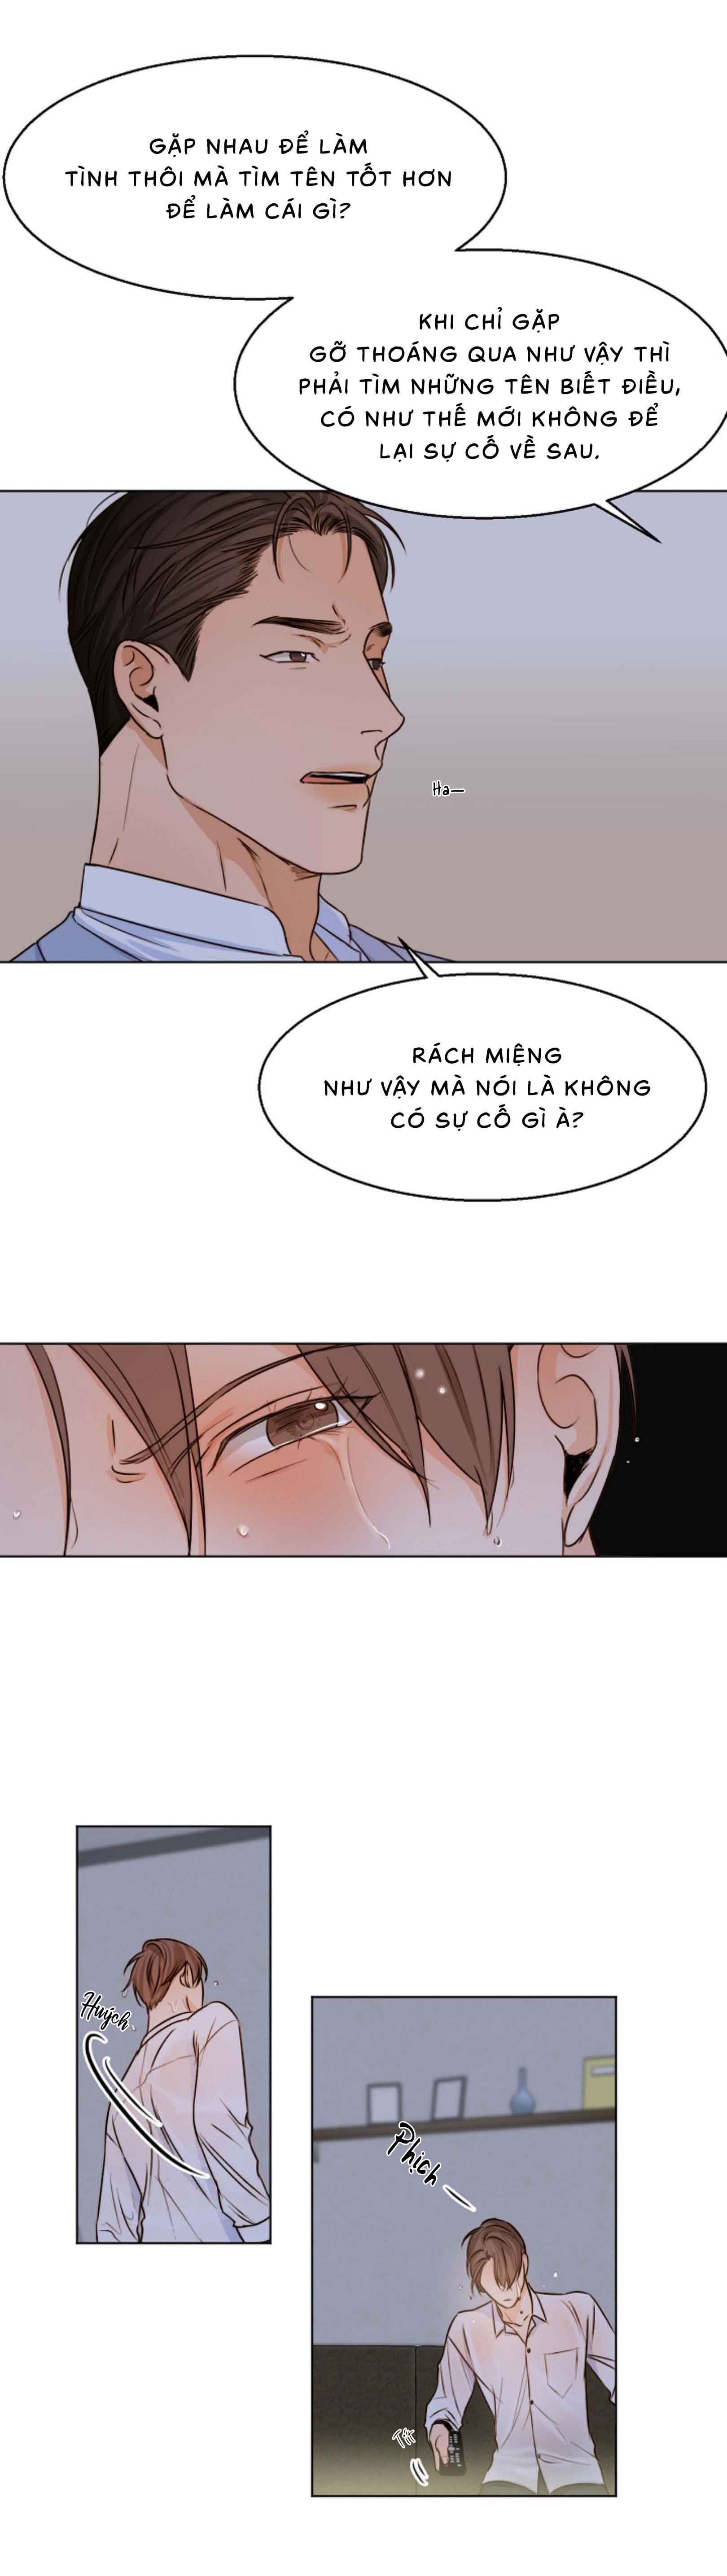 GẶP NHAU ĐỂ LÀM
TÌNH THÔI MÀ TÌM TÊN TỐT HƠN
ĐỂ LÀM CÁI GÌ?
KHI CHỈ GẶP
GỠ THOÁNG QUA NHƯ VẬY THÌ
PHẢI TÌM NHỮNG TÊN BIẾT ĐIỀU,
CÓ NHƯ THẾ MỚI KHÔNG ĐỂ
LẠI SỰ CỐ VỀ SAU.
Ha—
RÁCH MIỆNG
NHƯ VẬY MÀ NÓI LÀ KHÔNG
CÓ SỰ CỐ GÌ À?
Huých
Phịch
Tít